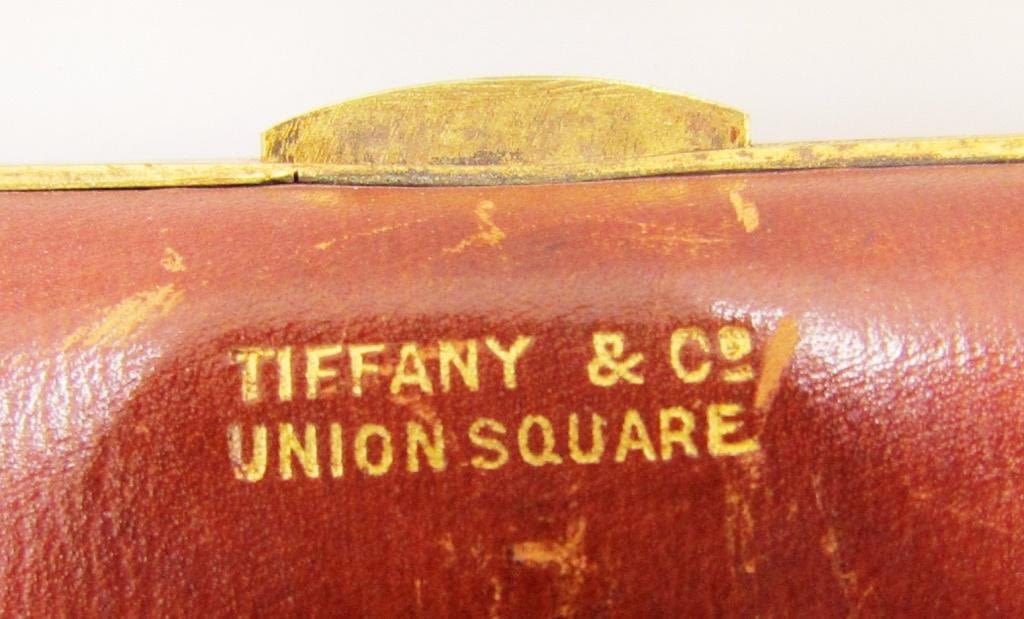 TIFFANY & Cº
UNION SQUARE